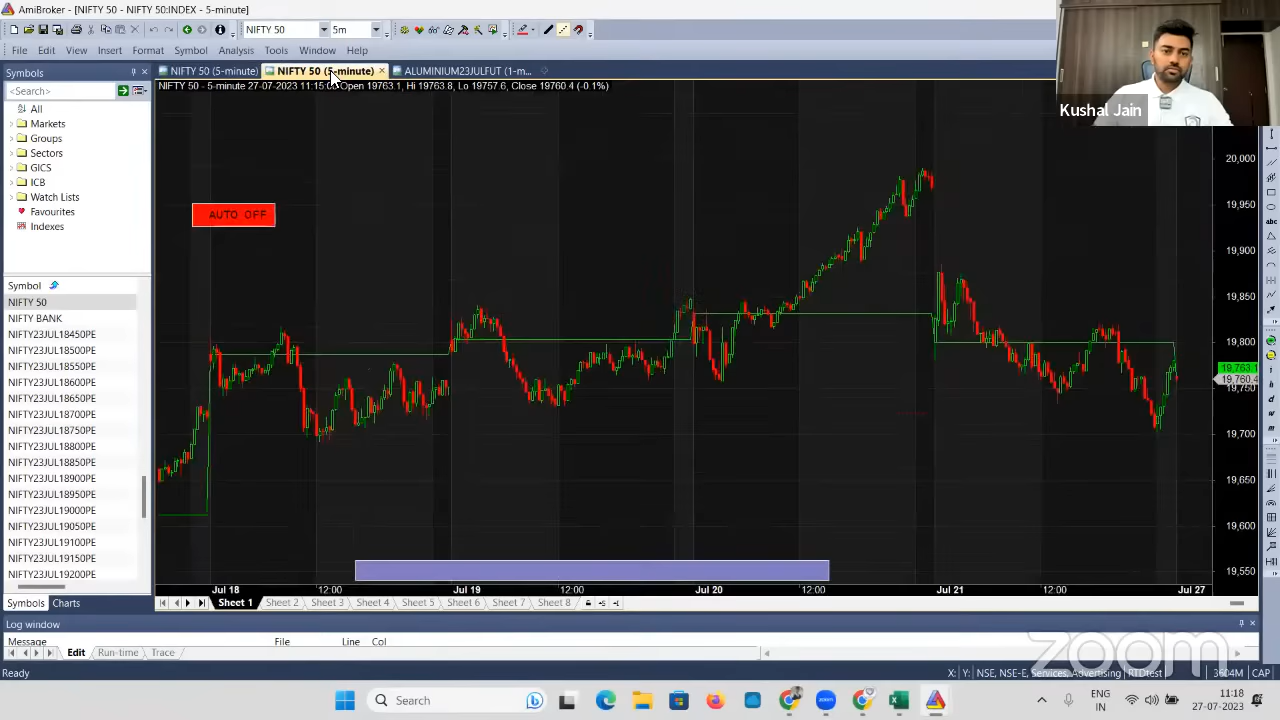 AmiBroker - [NIFTY 50 - NIFTY 50:INDEX - 5-minute]
NIFTY 50
5m
File Edit View Insert Format Symbol Analysis Tools Window Help
Symbols
NIFTY 50 (5-minute)
NIFTY 50 (5-minute)
ALUMINIUM23JULFUT (1-m...
<Search>
NIFTY 50 - 5-minute 27-07-2023 11:15:00 Open 19763.1, Hi 19763.8, Lo 19757.6, Close 19760.4 (-0.1%)
Kushal Jain
All
Markets
Groups
Sectors
GICS
ICB
Watch Lists
Favourites
Indexes
AUTO OFF
Symbol
NIFTY 50
NIFTY BANK
NIFTY23JUL18450PE
NIFTY23JUL18500PE
NIFTY23JUL18550PE
NIFTY23JUL18600PE
NIFTY23JUL18650PE
NIFTY23JUL18700PE
NIFTY23JUL18750PE
NIFTY23JUL18800PE
NIFTY23JUL18850PE
NIFTY23JUL18900PE
NIFTY23JUL18950PE
NIFTY23JUL19000PE
NIFTY23JUL19050PE
NIFTY23JUL19100PE
NIFTY23JUL19150PE
NIFTY23JUL19200PE
20,000
19,950
19,900
19,850
19,800
19,763.1
19,760.4
19,750
19,700
19,650
19,600
19,550
Jul 18 12:00 Jul 19 12:00 Jul 20 12:00 Jul 21 12:00 Jul 27
Symbols Charts
Sheet 1 Sheet 2 Sheet 3 Sheet 4 Sheet 5 Sheet 6 Sheet 7 Sheet 8
Log window
Message File Line Col
Edit Run-time Trace
zoom
Ready
X: Y: NSE, NSE-E, Services, Advertising RTDtest 3604M CAP
Search
ENG
IN
11:18
27-07-2023